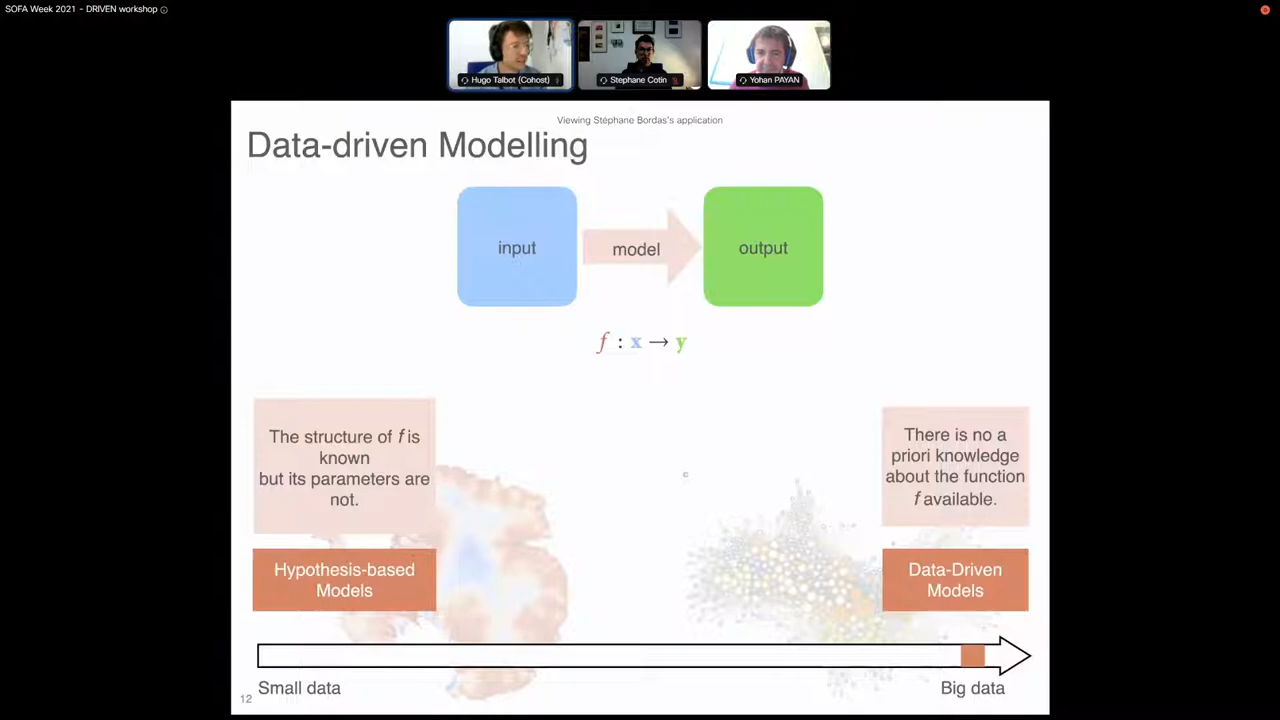 SOFA Week 2021 - DRIVEN workshop
Hugo Talbot (Cohost)
Stephane Cotin
Yohan PAYAN
Viewing Stéphane Bordas's application
Data-driven Modelling
input
model
output
f : x → y
The structure of f is
known
but its parameters are
not.
There is no a
priori knowledge
about the function
f available.
Hypothesis-based
Models
Data-Driven
Models
Small data
Big data
12